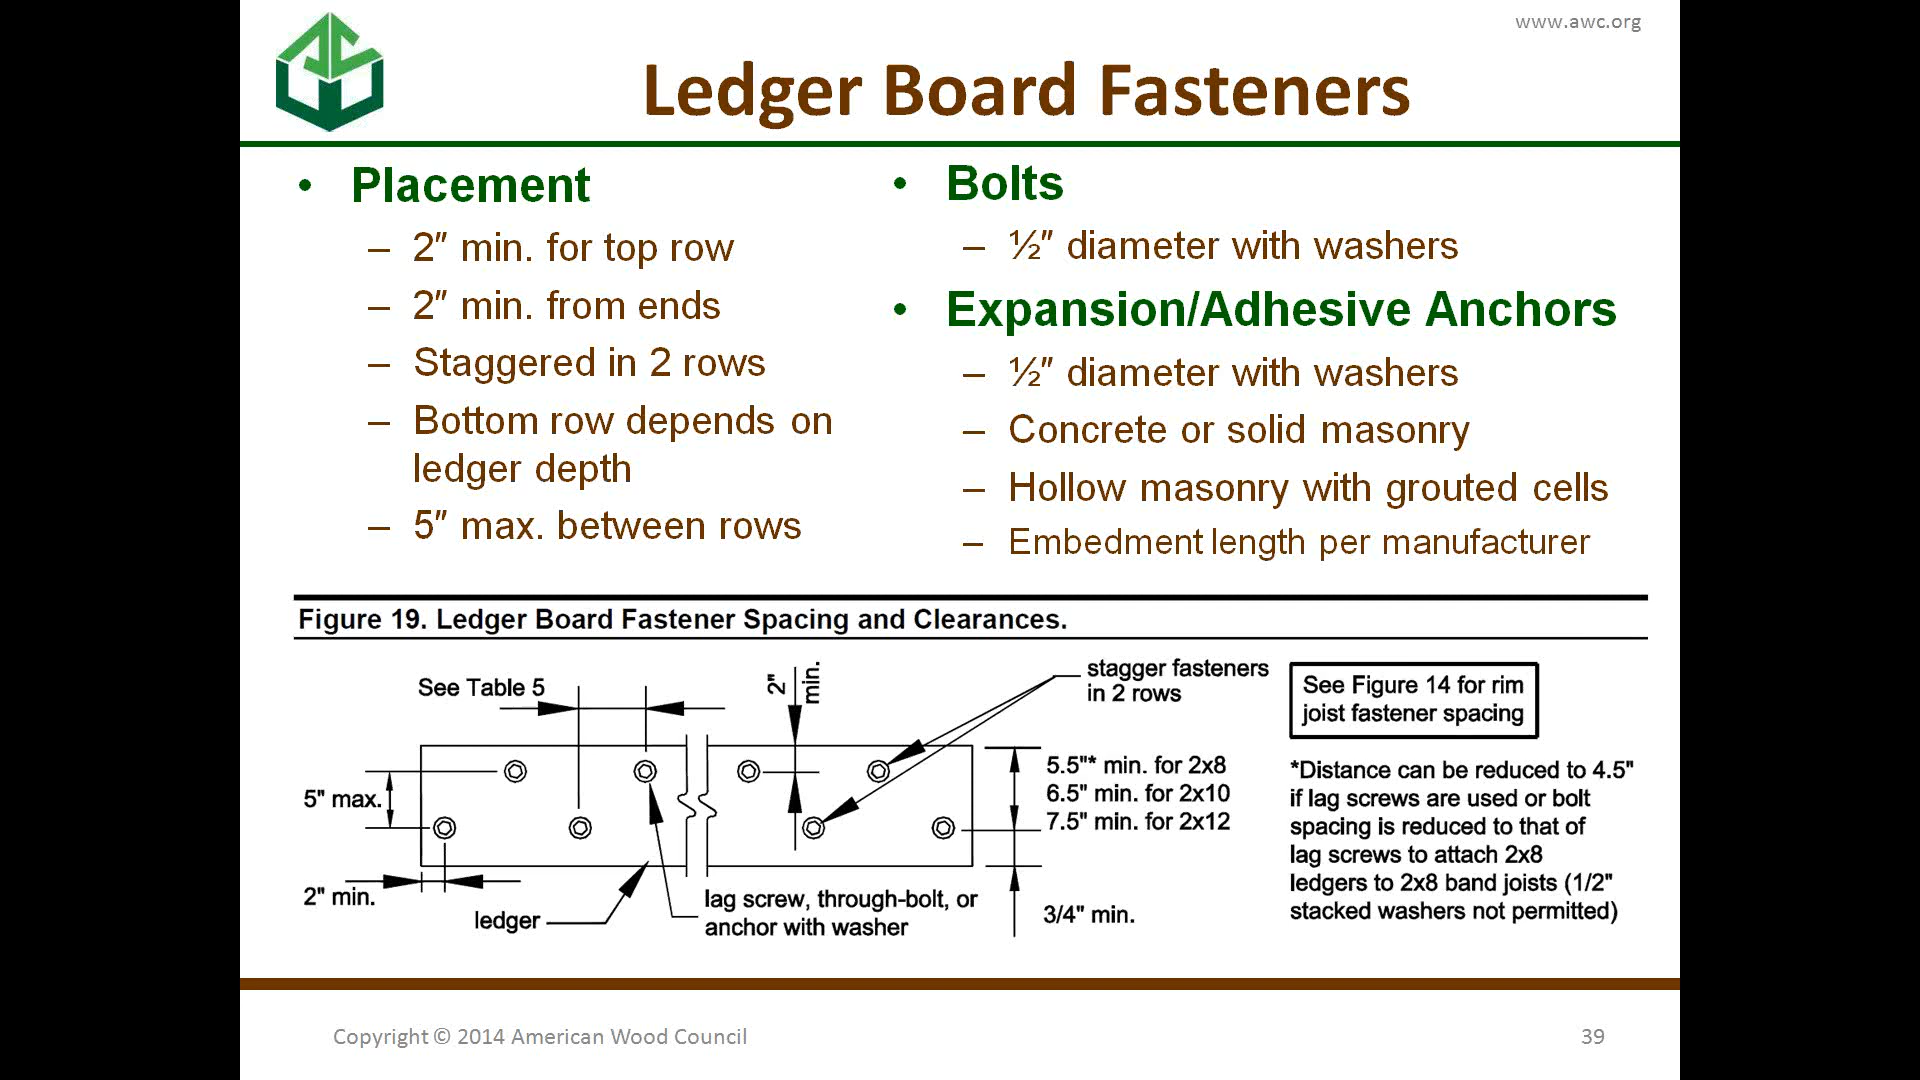 www.awc.org
Ledger Board Fasteners
• Placement
– 2″ min. for top row
– 2″ min. from ends
– Staggered in 2 rows
– Bottom row depends on
ledger depth
– 5″ max. between rows
• Bolts
– ½″ diameter with washers
• Expansion/Adhesive Anchors
– ½″ diameter with washers
– Concrete or solid masonry
– Hollow masonry with grouted cells
– Embedment length per manufacturer
Figure 19. Ledger Board Fastener Spacing and Clearances.
See Table 5
2" min.
stagger fasteners
in 2 rows
See Figure 14 for rim
joist fastener spacing
5" max.
5.5"* min. for 2x8
6.5" min. for 2x10
7.5" min. for 2x12
*Distance can be reduced to 4.5"
if lag screws are used or bolt
spacing is reduced to that of
lag screws to attach 2x8
ledgers to 2x8 band joists (1/2"
stacked washers not permitted)
2" min.
ledger
lag screw, through-bolt, or
anchor with washer
3/4" min.
Copyright © 2014 American Wood Council
39